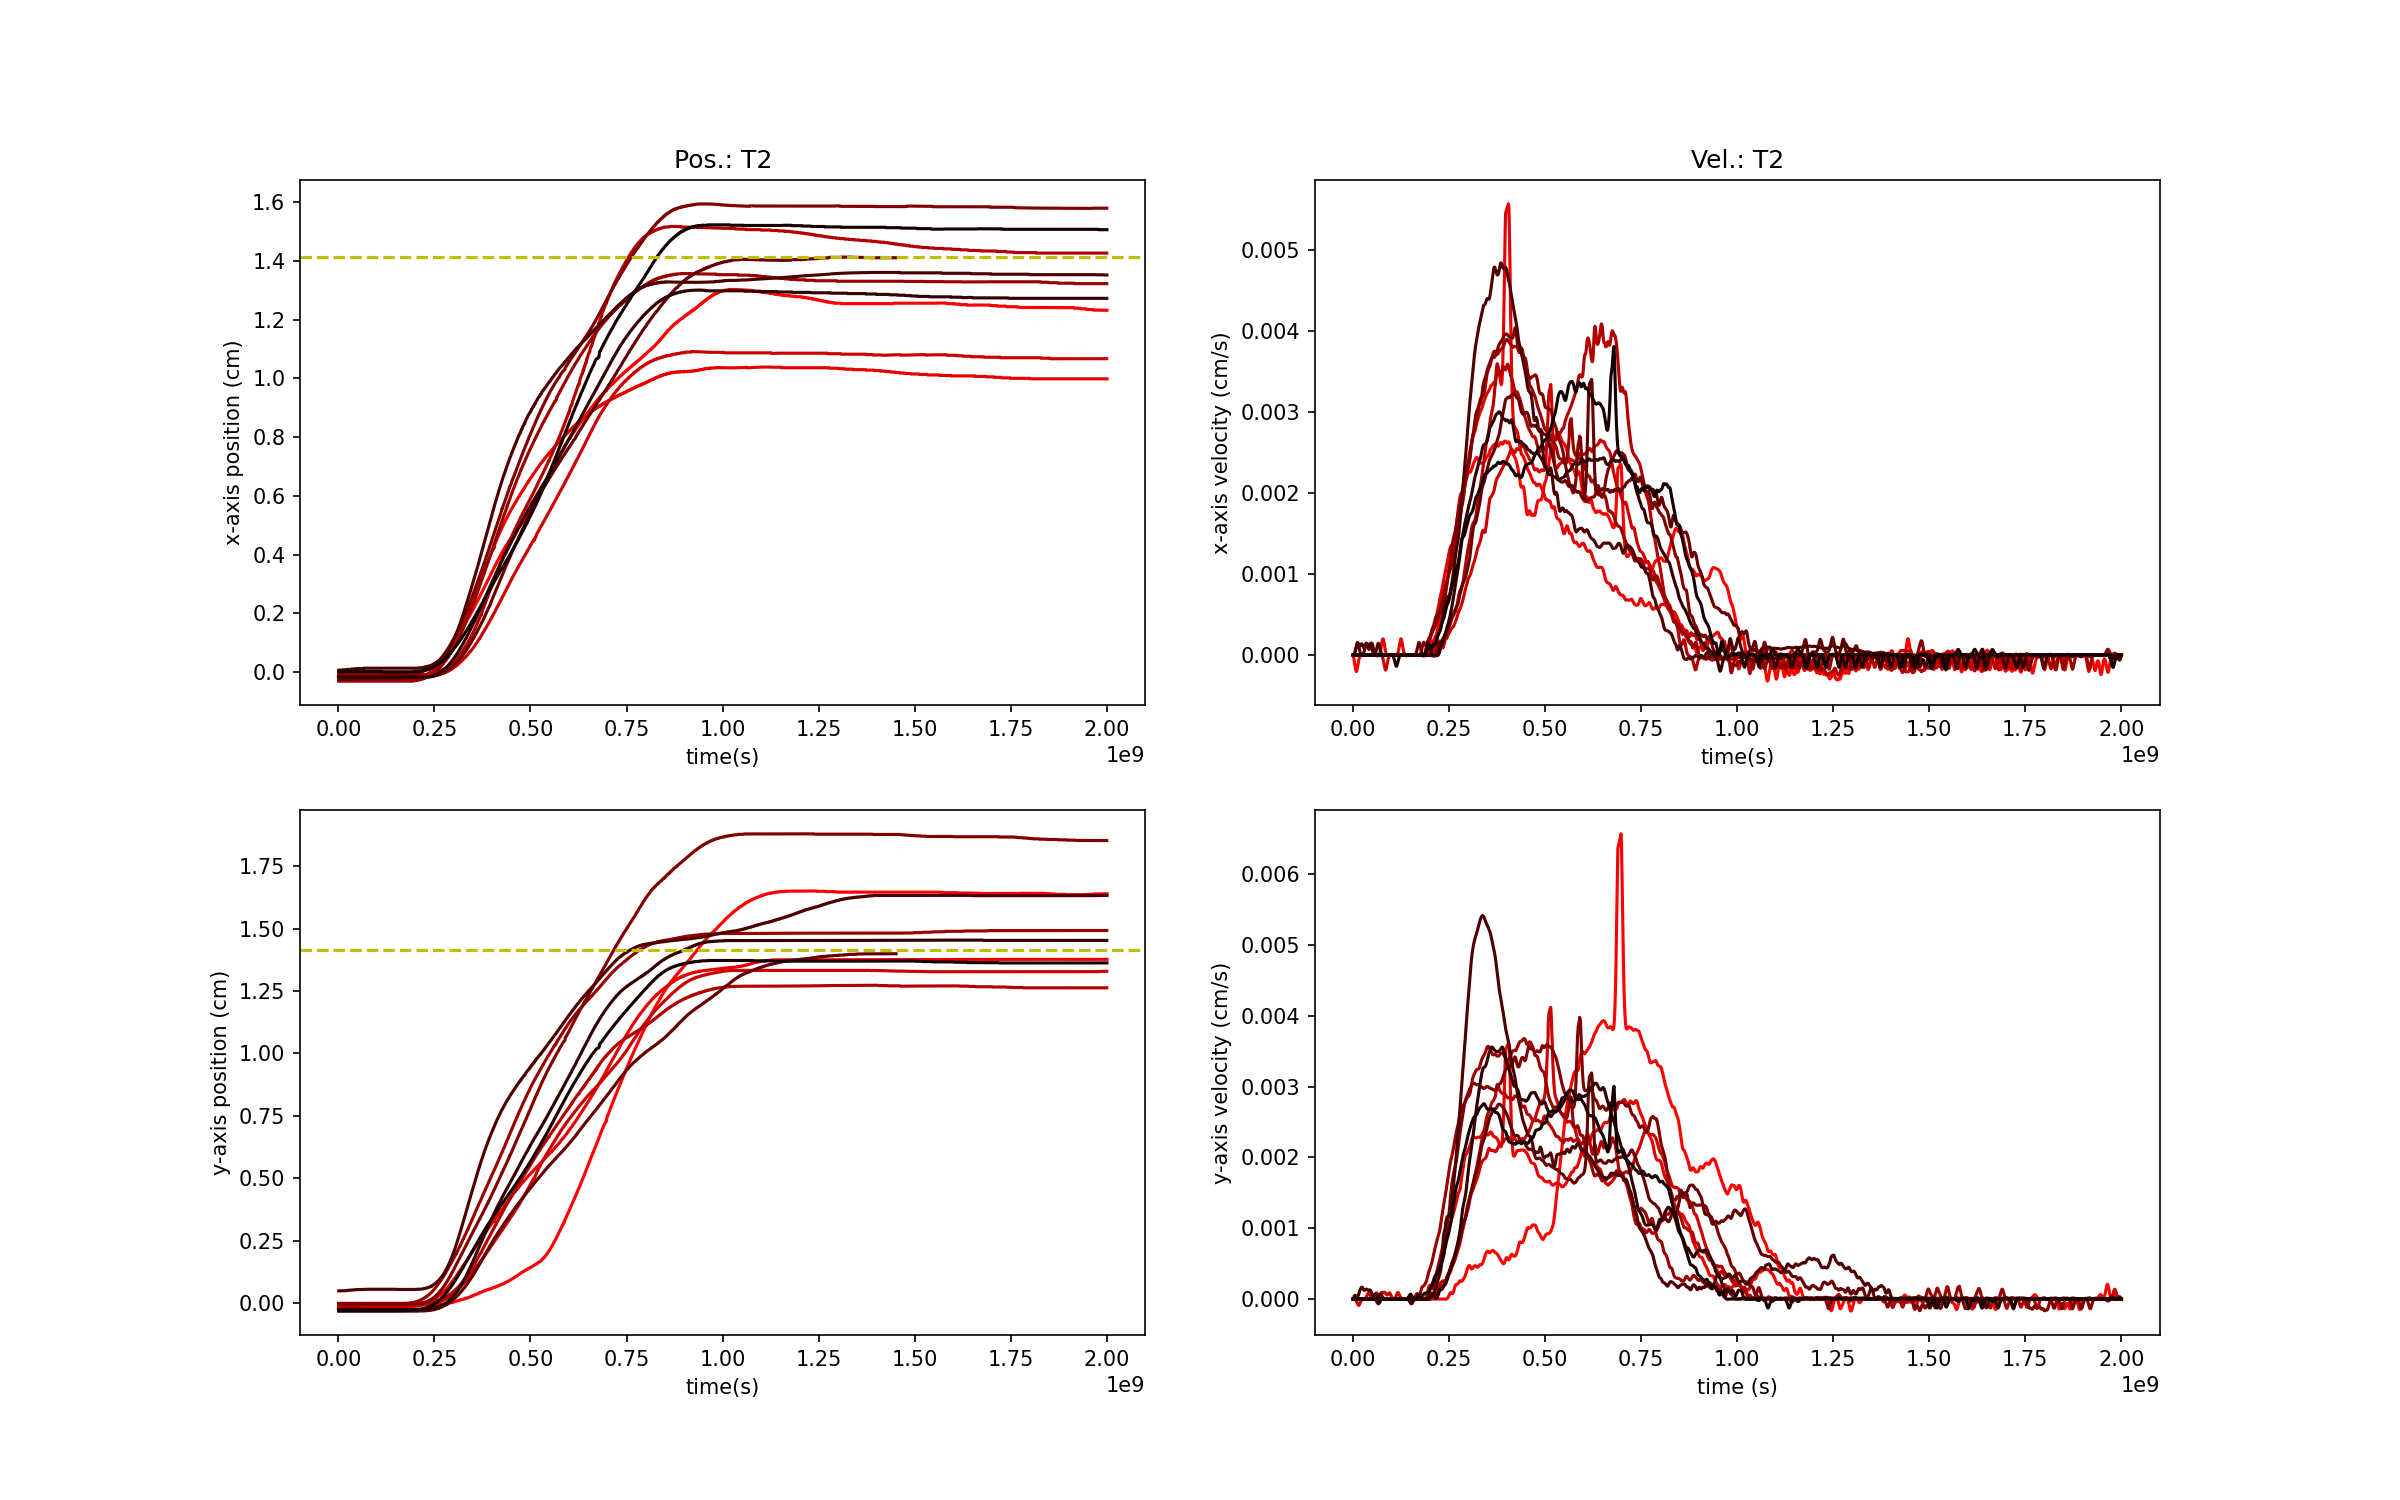 Pos.: T2
x-axis position (cm)
1.6
1.4
1.2
1.0
0.8
0.6
0.4
0.2
0.0
0.00 0.25 0.50 0.75 1.00 1.25 1.50 1.75 2.00
1e9
time(s)
Vel.: T2
x-axis velocity (cm/s)
0.005
0.004
0.003
0.002
0.001
0.000
0.00 0.25 0.50 0.75 1.00 1.25 1.50 1.75 2.00
1e9
time(s)
y-axis position (cm)
1.75
1.50
1.25
1.00
0.75
0.50
0.25
0.00
0.00 0.25 0.50 0.75 1.00 1.25 1.50 1.75 2.00
1e9
time(s)
y-axis velocity (cm/s)
0.006
0.005
0.004
0.003
0.002
0.001
0.000
0.00 0.25 0.50 0.75 1.00 1.25 1.50 1.75 2.00
1e9
time (s)